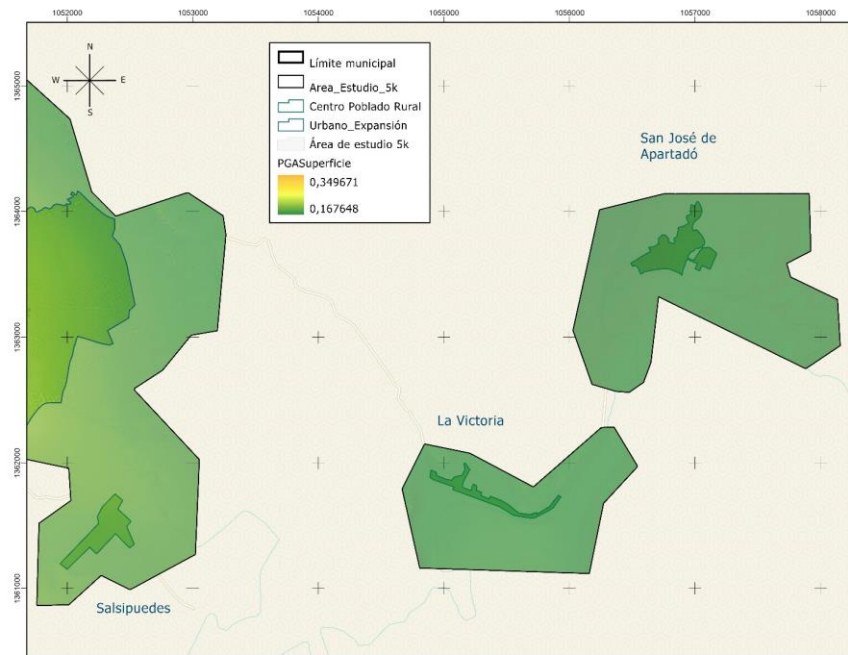 1052000
1053000
1054000
1055000
1056000
1057000
1058000
N
W
E
S
Límite municipal
Area_Estudio_5k
Centro Poblado Rural
Urbano_Expansión
Área de estudio 5k
PGASuperficie
0,349671
0,167648
San José de
Apartadó
La Victoria
Salsipuedes
1365000
1364000
1363000
1362000
1361000